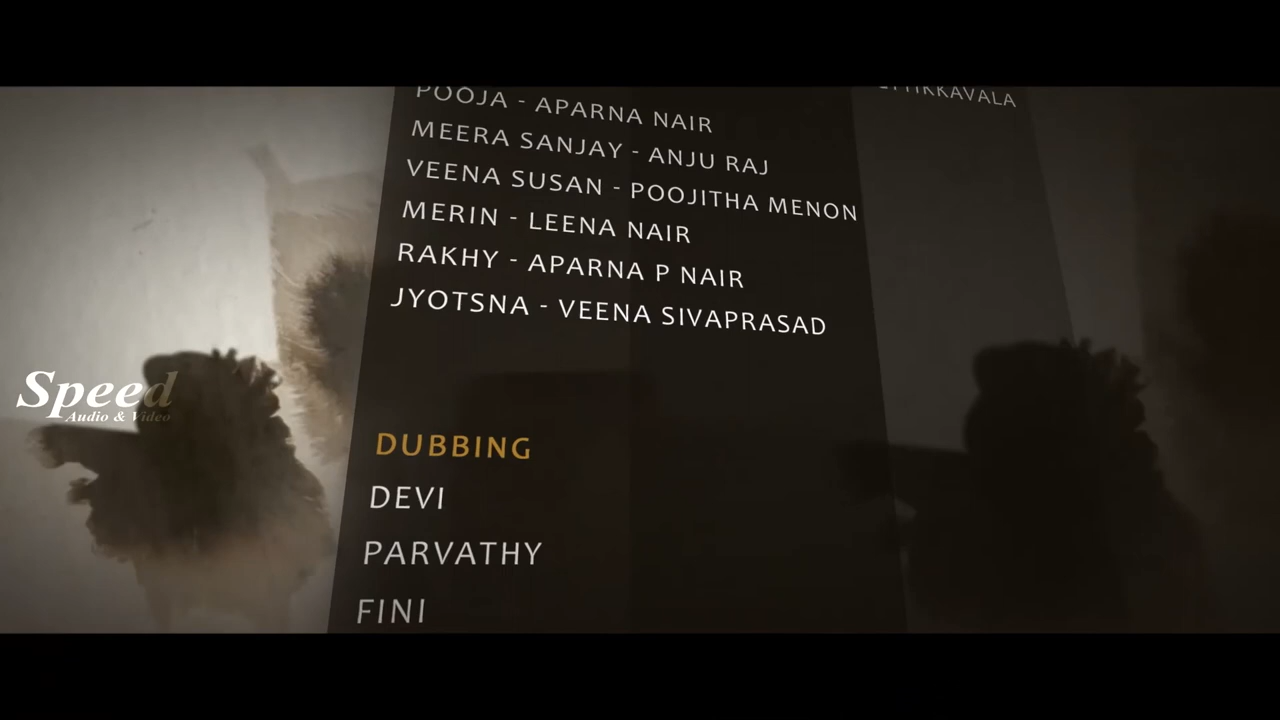 POOJA - APARNA NAIR
MEERA SANJAY - ANJU RAJ
VEENA SUSAN - POOJITHA MENON
MERIN - LEENA NAIR
RAKHY - APARNA P NAIR
JYOTSNA - VEENA SIVAPRASAD
Speed
Audio & Video
DUBBING
DEVI
PARVATHY
FINI